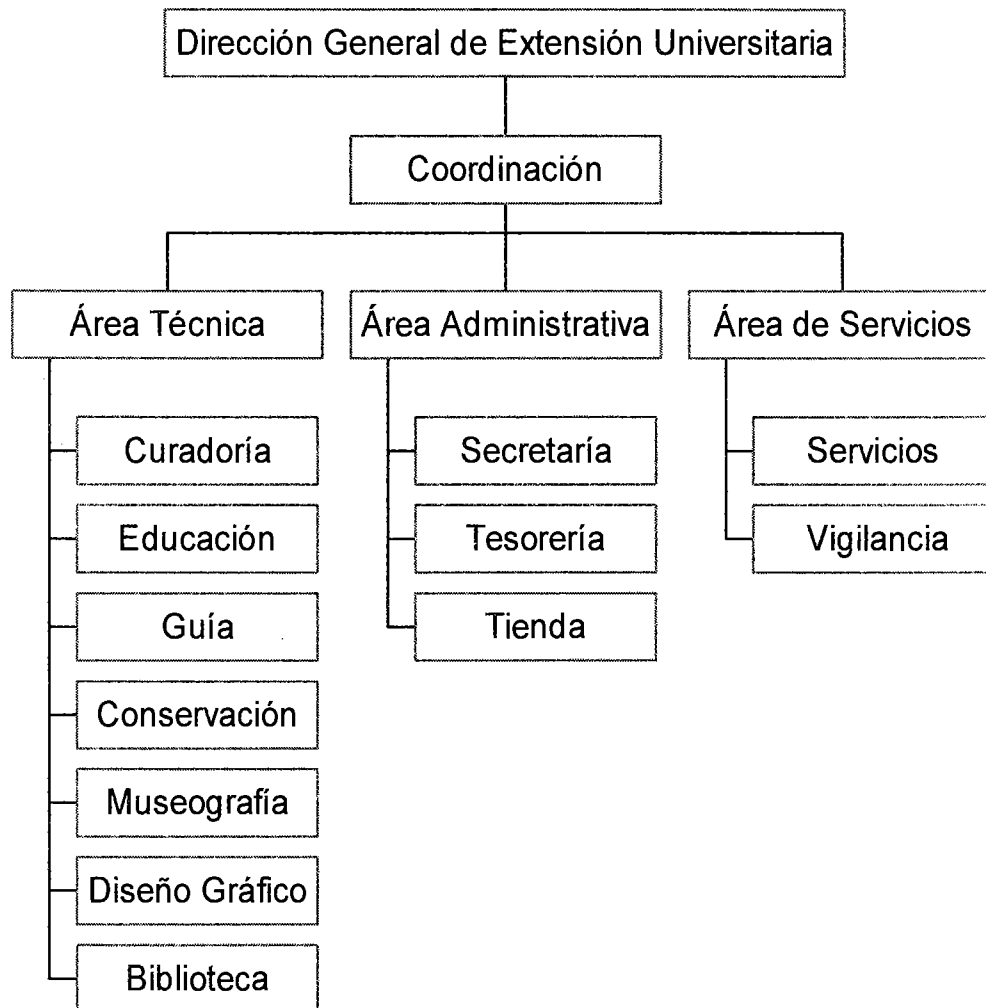 Dirección General de Extensión Universitaria
Coordinación
Área Técnica
Curadoría
Educación
Guía
Conservación
Museografía
Diseño Gráfico
Biblioteca
Área Administrativa
Secretaría
Tesorería
Tienda
Área de Servicios
Servicios
Vigilancia